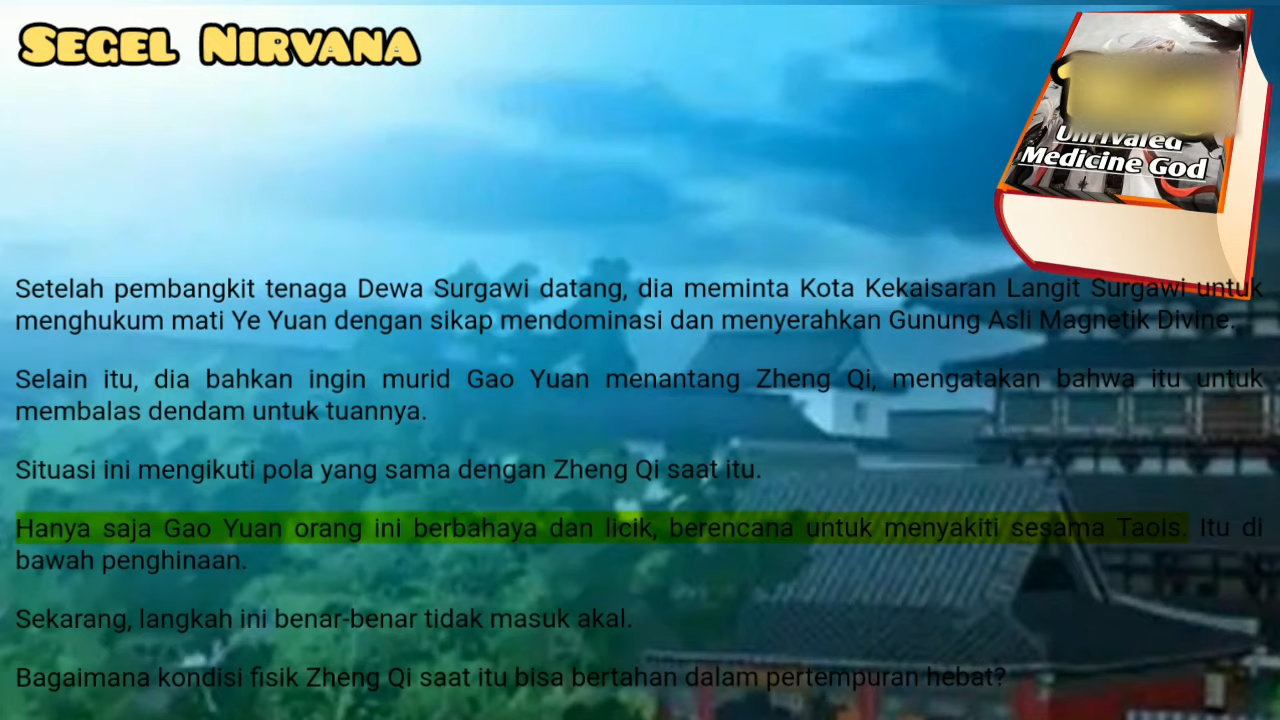 Segel Nirvana
Unrivaled
Medicine God
Setelah pembangkit tenaga Dewa Surgawi datang, dia meminta Kota Kekaisaran Langit Surgawi untuk
menghukum mati Ye Yuan dengan sikap mendominasi dan menyerahkan Gunung Asli Magnetik Divine.
Selain itu, dia bahkan ingin murid Gao Yuan menantang Zheng Qi, mengatakan bahwa itu untuk
membalas dendam untuk tuannya.
Situasi ini mengikuti pola yang sama dengan Zheng Qi saat itu.
Hanya saja Gao Yuan orang ini berbahaya dan licik, berencana untuk menyakiti sesama Taois. Itu di
bawah penghinaan.
Sekarang, langkah ini benar-benar tidak masuk akal.
Bagaimana kondisi fisik Zheng Qi saat itu bisa bertahan dalam pertempuran hebat?